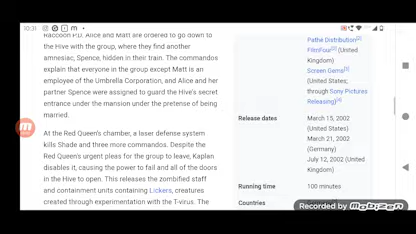 10:31
Raccoon P.D. Alice and Matt are ordered to go down to
the Hive with the group, where they find another
amnesiac, Spence, hidden in their train. The commandos
explain that everyone in the group except Matt is an
employee of the Umbrella Corporation, and Alice and her
partner Spence were assigned to guard the Hive's secret
entrance under the mansion under the pretense of being
married.
At the Red Queen's chamber, a laser defense system
kills Shade and three more commandos. Despite the
Red Queen's urgent pleas for the group to leave, Kaplan
disables it, causing the power to fail and all of the doors
in the Hive to open. This releases the zombified staff
and containment units containing Lickers, creatures
created through experimentation with the T-virus. The
Pathé Distribution[2]
FilmFour[2] (United
Kingdom)
Screen Gems[3]
(United States;
through Sony Pictures
Releasing)[4]
Release dates
March 15, 2002
(United States)
March 21, 2002
(Germany)
July 12, 2002 (United
Kingdom)
Running time
100 minutes
Countries
Recorded by mobizen